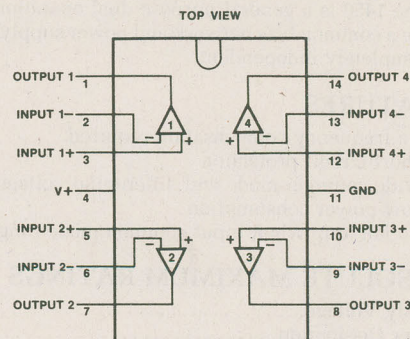 TOP VIEW
OUTPUT 1 1
INPUT 1– 2
INPUT 1+ 3
V+ 4
INPUT 2+ 5
INPUT 2– 6
OUTPUT 2 7
14 OUTPUT 4
13 INPUT 4–
12 INPUT 4+
11 GND
10 INPUT 3+
9 INPUT 3–
8 OUTPUT 3
– 1 +
4 – +
– 2 +
+ 3 –